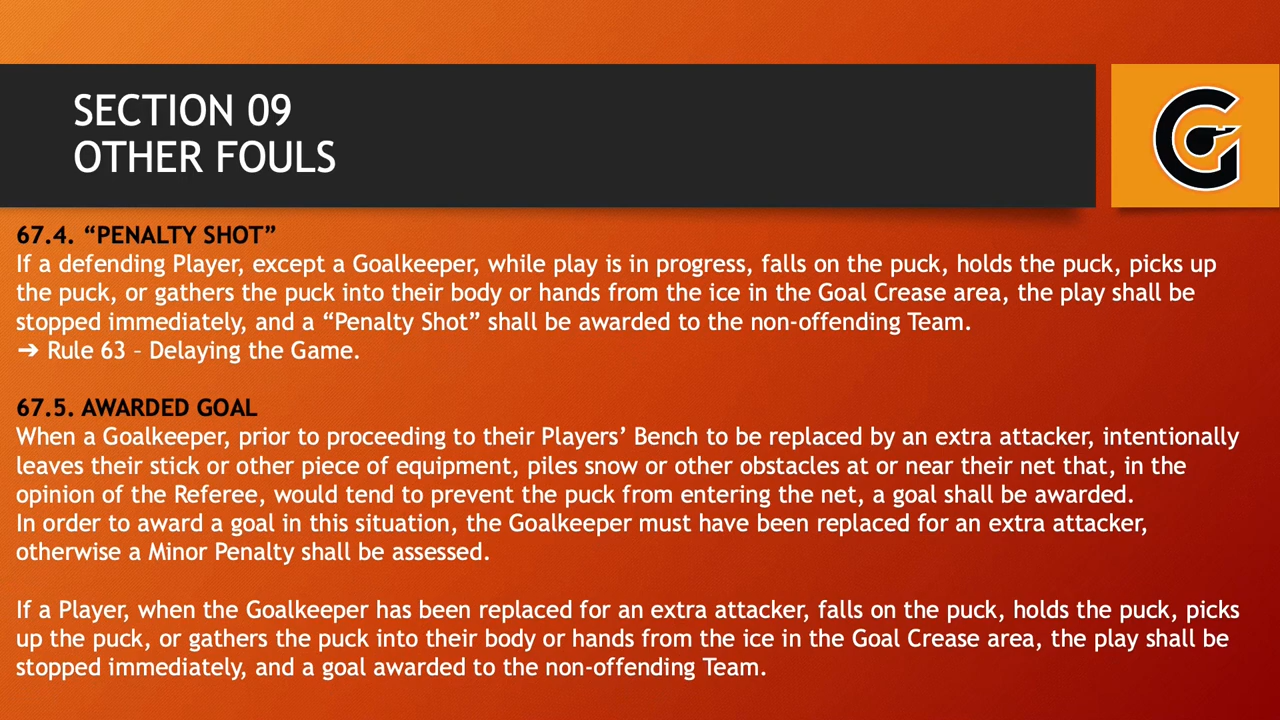 SECTION 09
OTHER FOULS
67.4. “PENALTY SHOT”
If a defending Player, except a Goalkeeper, while play is in progress, falls on the puck, holds the puck, picks up
the puck, or gathers the puck into their body or hands from the ice in the Goal Crease area, the play shall be
stopped immediately, and a “Penalty Shot” shall be awarded to the non-offending Team.
➔ Rule 63 – Delaying the Game.
67.5. AWARDED GOAL
When a Goalkeeper, prior to proceeding to their Players’ Bench to be replaced by an extra attacker, intentionally
leaves their stick or other piece of equipment, piles snow or other obstacles at or near their net that, in the
opinion of the Referee, would tend to prevent the puck from entering the net, a goal shall be awarded.
In order to award a goal in this situation, the Goalkeeper must have been replaced for an extra attacker,
otherwise a Minor Penalty shall be assessed.
If a Player, when the Goalkeeper has been replaced for an extra attacker, falls on the puck, holds the puck, picks
up the puck, or gathers the puck into their body or hands from the ice in the Goal Crease area, the play shall be
stopped immediately, and a goal awarded to the non-offending Team.